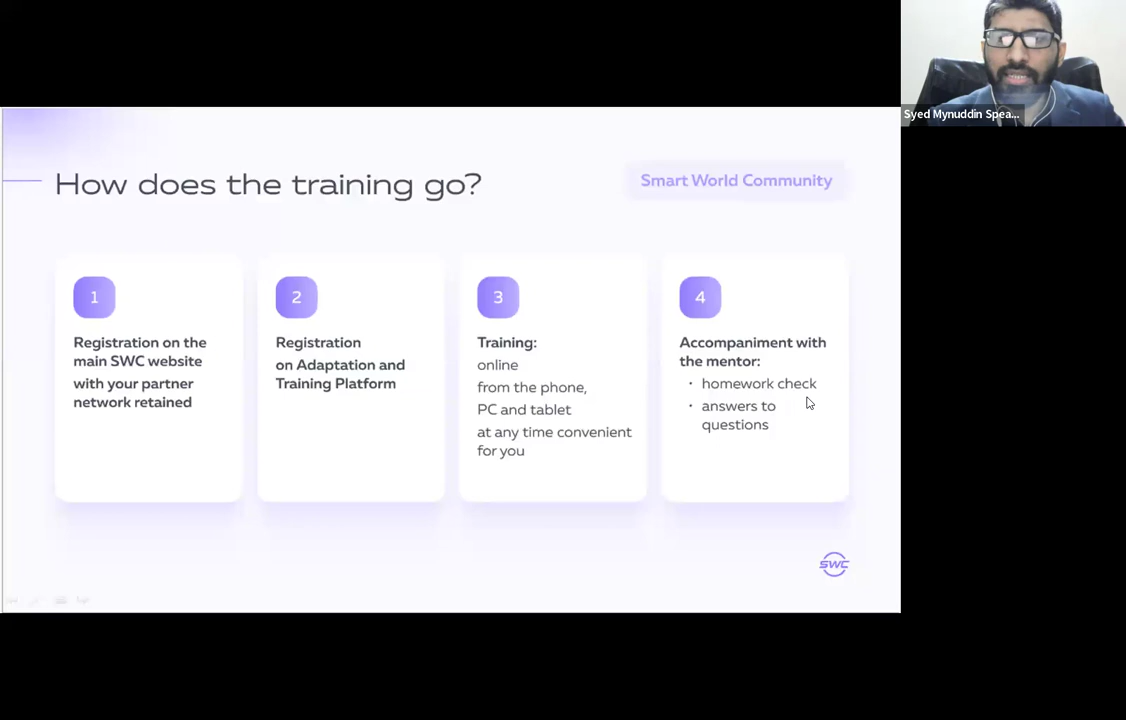 Syed Mynuddin Spea...
How does the training go?
Smart World Community
1
Registration on the
main SWC website
with your partner
network retained
2
Registration
on Adaptation and
Training Platform
3
Training:
online
from the phone,
PC and tablet
at any time convenient
for you
4
Accompaniment with
the mentor:
• homework check
• answers to
questions
SWC